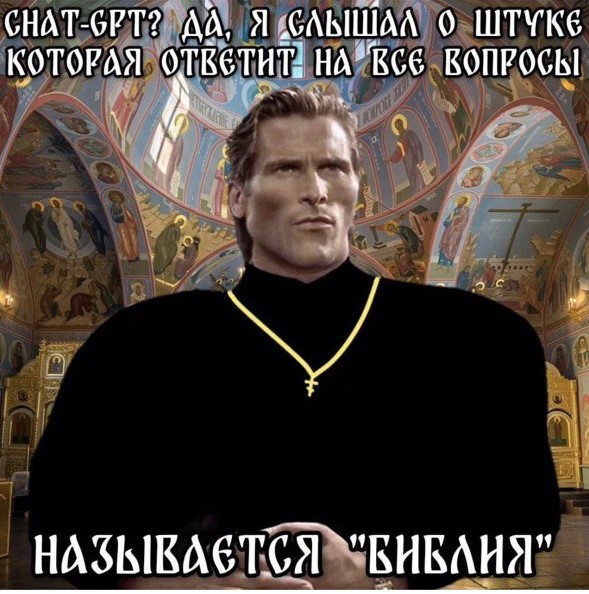 CHAT-GPT? ДА, Я СЛЫШАЛ О ШТУКЕ
КОТОРАЯ ОТВЕТИТ НА ВСЕ ВОПРОСЫ
НАЗЫВАЕТСЯ "БИБЛИЯ"